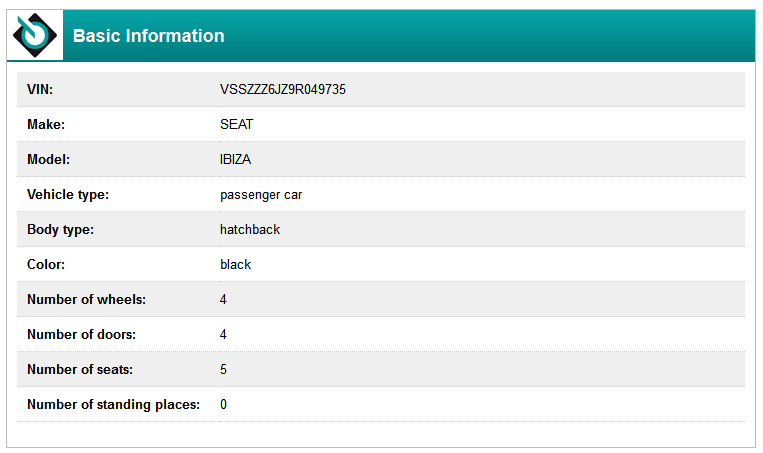 Basic Information
VIN: VSSZZZ6JZ9R049735
Make: SEAT
Model: IBIZA
Vehicle type: passenger car
Body type: hatchback
Color: black
Number of wheels: 4
Number of doors: 4
Number of seats: 5
Number of standing places: 0